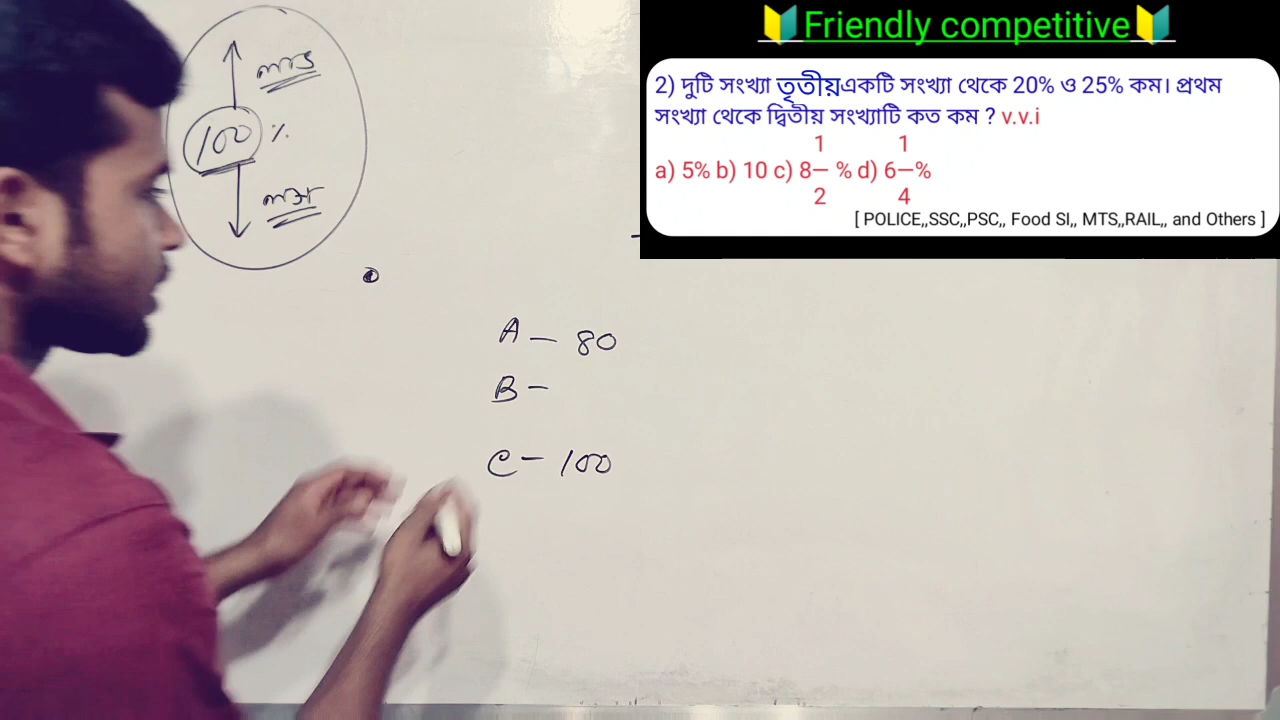 🔰Friendly competitive🔰
2) দুটি সংখ্যা তৃতীয়একটি সংখ্যা থেকে 20% ও 25% কম। প্রথম
সংখ্যা থেকে দ্বিতীয় সংখ্যাটি কত কম ? v.v.i
1 1
a) 5% b) 10 c) 8— % d) 6—%
2 4
[ POLICE,,SSC,,PSC,, Food SI,, MTS,,RAIL,, and Others ]
লাভ
100 %
A — 80
B —
C — 100